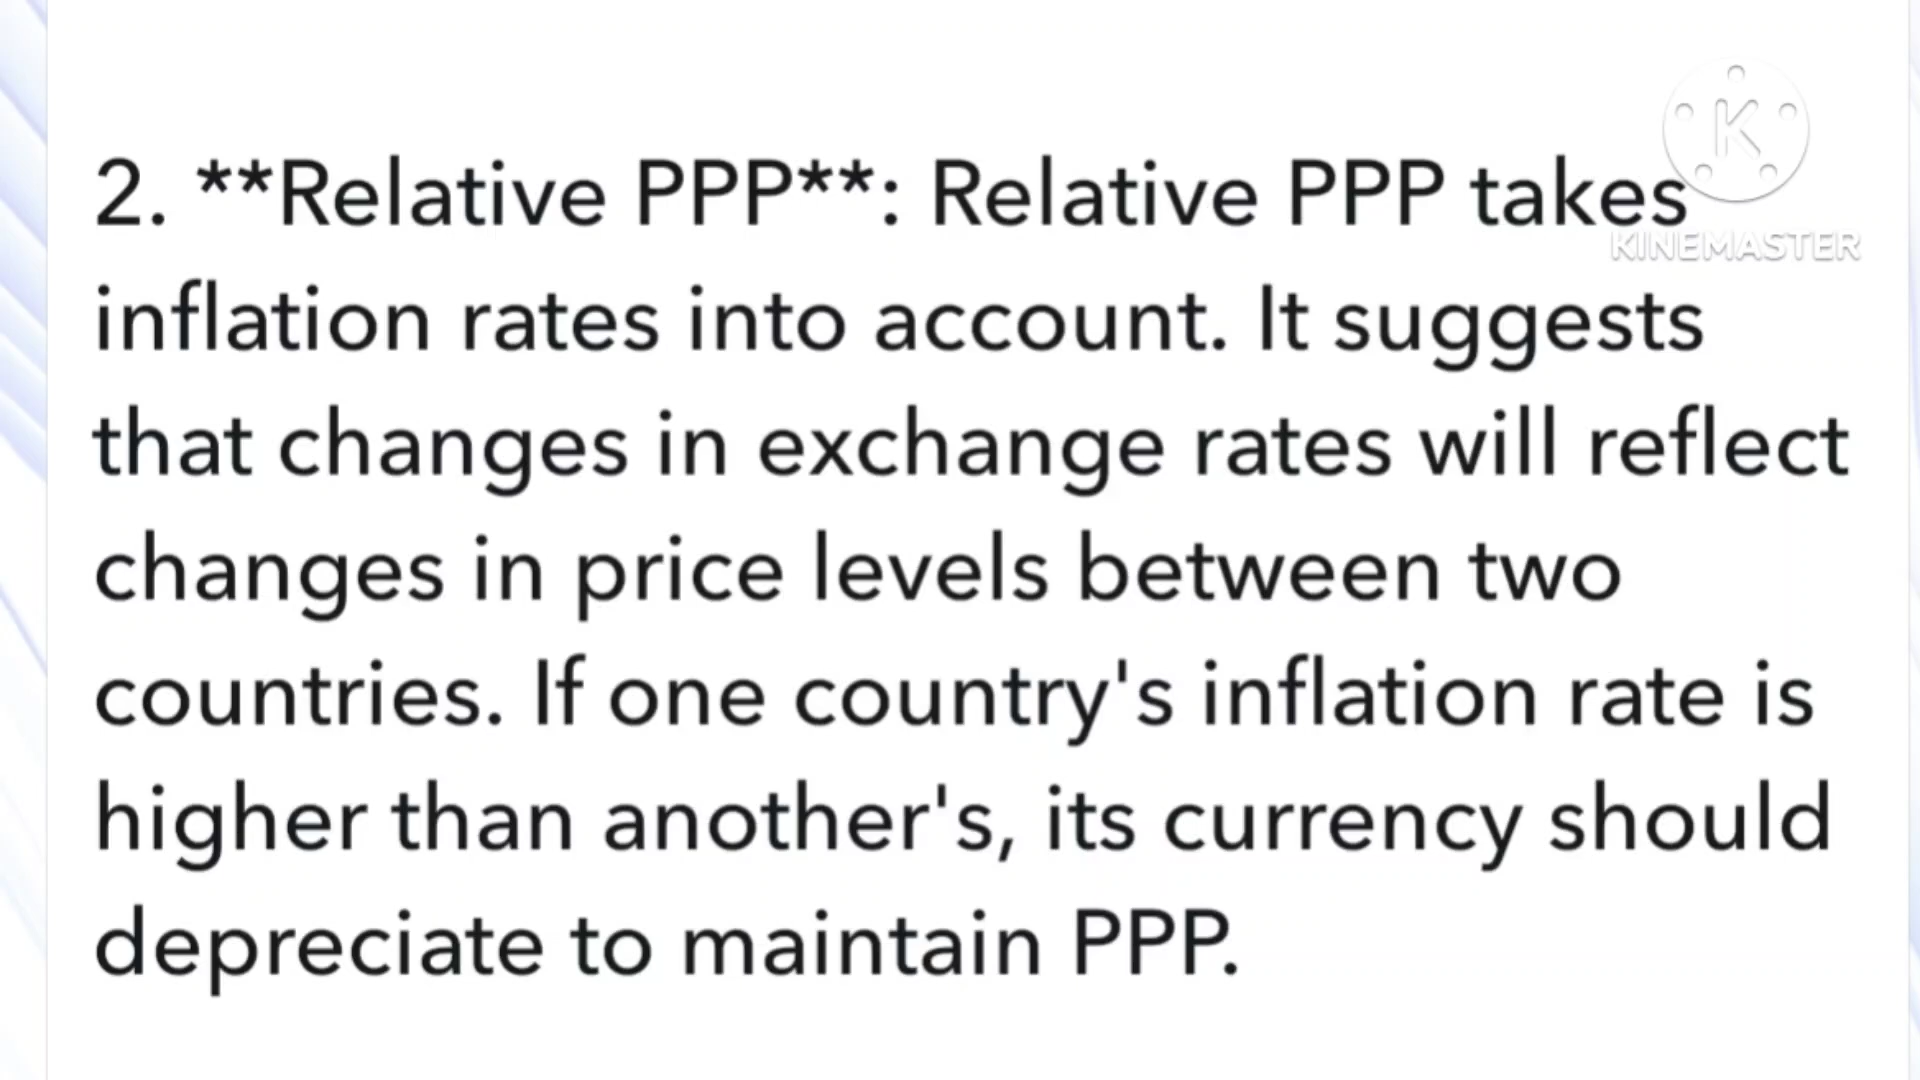 2. **Relative PPP**: Relative PPP takes
KINEMASTER
inflation rates into account. It suggests
that changes in exchange rates will reflect
changes in price levels between two
countries. If one country's inflation rate is
higher than another's, its currency should
depreciate to maintain PPP.